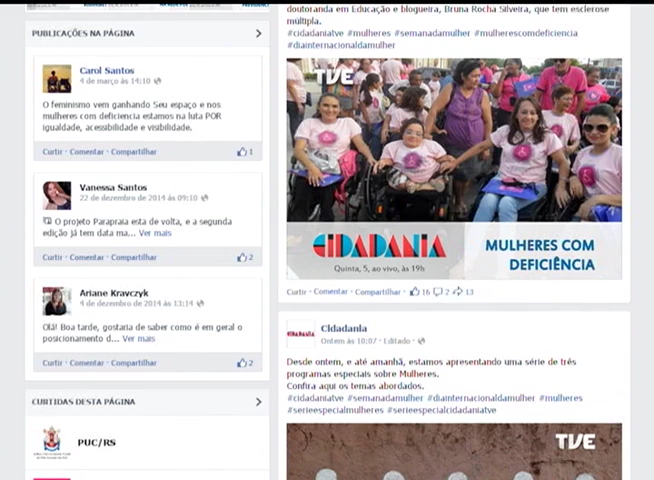 PUBLICAÇÕES NA PÁGINA
Carol Santos
4 de março às 14:10
O feminismo vem ganhando Seu espaço e nos
mulheres com deficiencia estamos na luta POR
igualdade, acessibilidade e visibilidade.
Curtir · Comentar · Compartilhar 1
Vanessa Santos
22 de dezembro de 2014 às 09:10
O projeto Parapraia está de volta, e a segunda
edição já tem data ma... Ver mais
Curtir · Comentar · Compartilhar 2
Ariane Kravczyk
4 de dezembro de 2014 às 13:14
Olá! Boa tarde, gostaria de saber como é em geral o
posicionamento d... Ver mais
Curtir · Comentar · Compartilhar 2
CURTIDAS DESTA PÁGINA
PUC/RS
doutoranda em Educação e blogueira, Bruna Rocha Silveira, que tem esclerose
múltipla.
#cidadaniatve #mulheres #semanadamulher #mulherescomdeficiencia
#diainternacionaldamulher
TVE
CIDADANIA
Quinta, 5, ao vivo, às 19h
MULHERES COM
DEFICIÊNCIA
Curtir · Comentar · Compartilhar · 16 2 13
CIDADANIA
Cidadania
Ontem às 10:07 · Editado ·
Desde ontem, e até amanhã, estamos apresentando uma série de três
programas especiais sobre Mulheres.
Confira aqui os temas abordados.
#cidadaniatve #semanadamulher #diainternacionaldamulher #mulheres
#serieespecialmulheres #serieespecialcidadaniatve
TVE